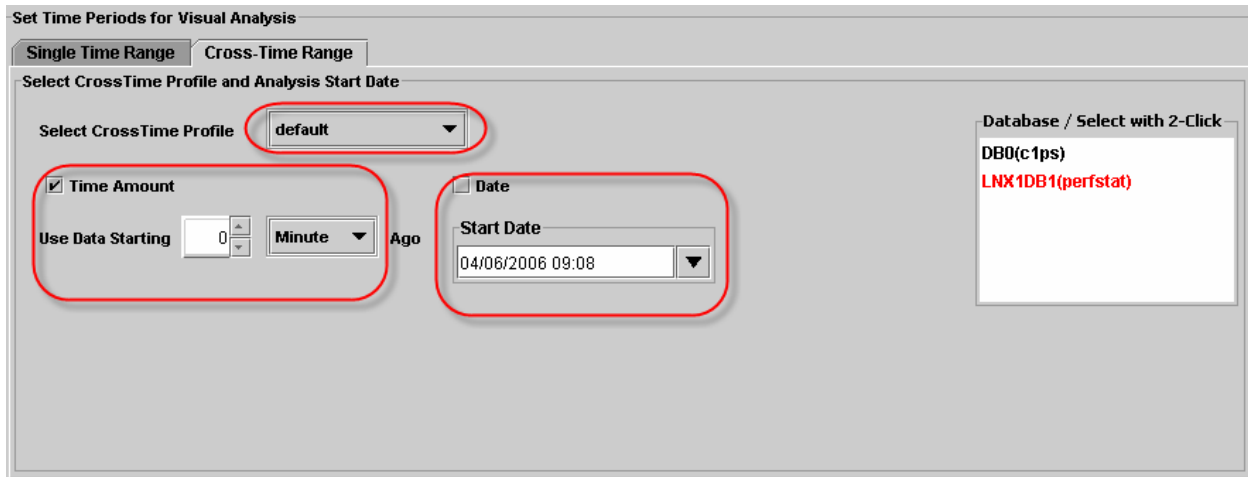 Set Time Periods for Visual Analysis
Single Time Range Cross-Time Range
Select CrossTime Profile and Analysis Start Date
Select CrossTime Profile default
Database / Select with 2-Click
DB0(c1ps)
LNX1DB1(perfstat)
Time Amount
Use Data Starting 0 Minute Ago
Date
Start Date
04/06/2006 09:08